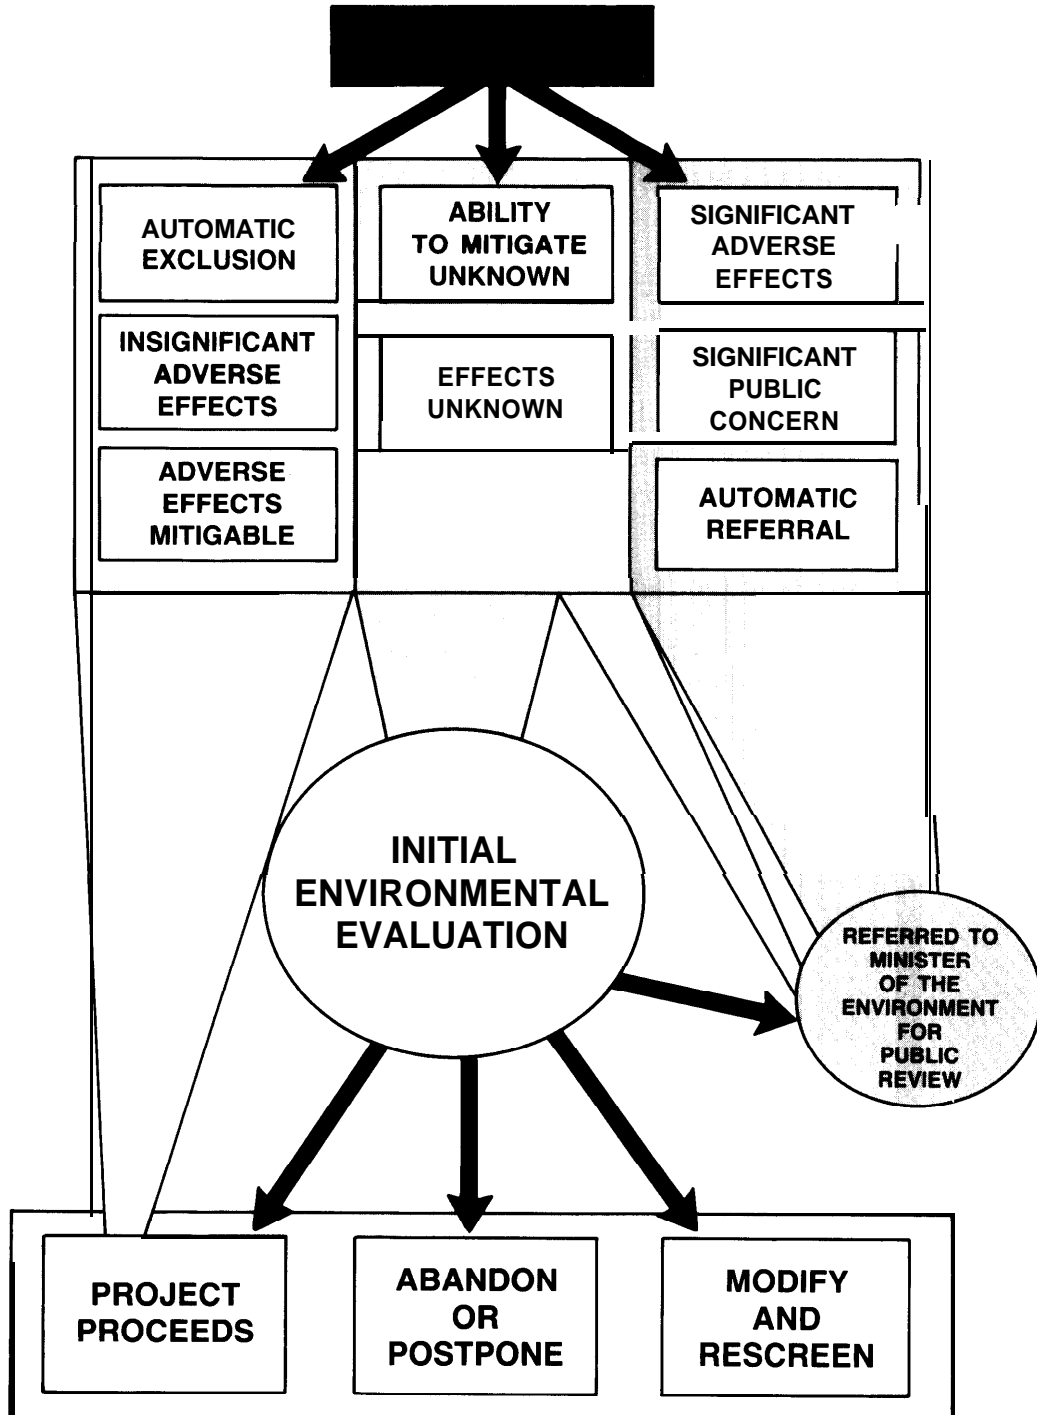 AUTOMATIC
EXCLUSION
INSIGNIFICANT
ADVERSE
EFFECTS
ADVERSE
EFFECTS
MITIGABLE
ABILITY
TO MITIGATE
UNKNOWN
EFFECTS
UNKNOWN
SIGNIFICANT
ADVERSE
EFFECTS
SIGNIFICANT
PUBLIC
CONCERN
AUTOMATIC
REFERRAL
INITIAL
ENVIRONMENTAL
EVALUATION
REFERRED TO
MINISTER
OF THE
ENVIRONMENT
FOR
PUBLIC
REVIEW
PROJECT
PROCEEDS
ABANDON
OR
POSTPONE
MODIFY
AND
RESCREEN